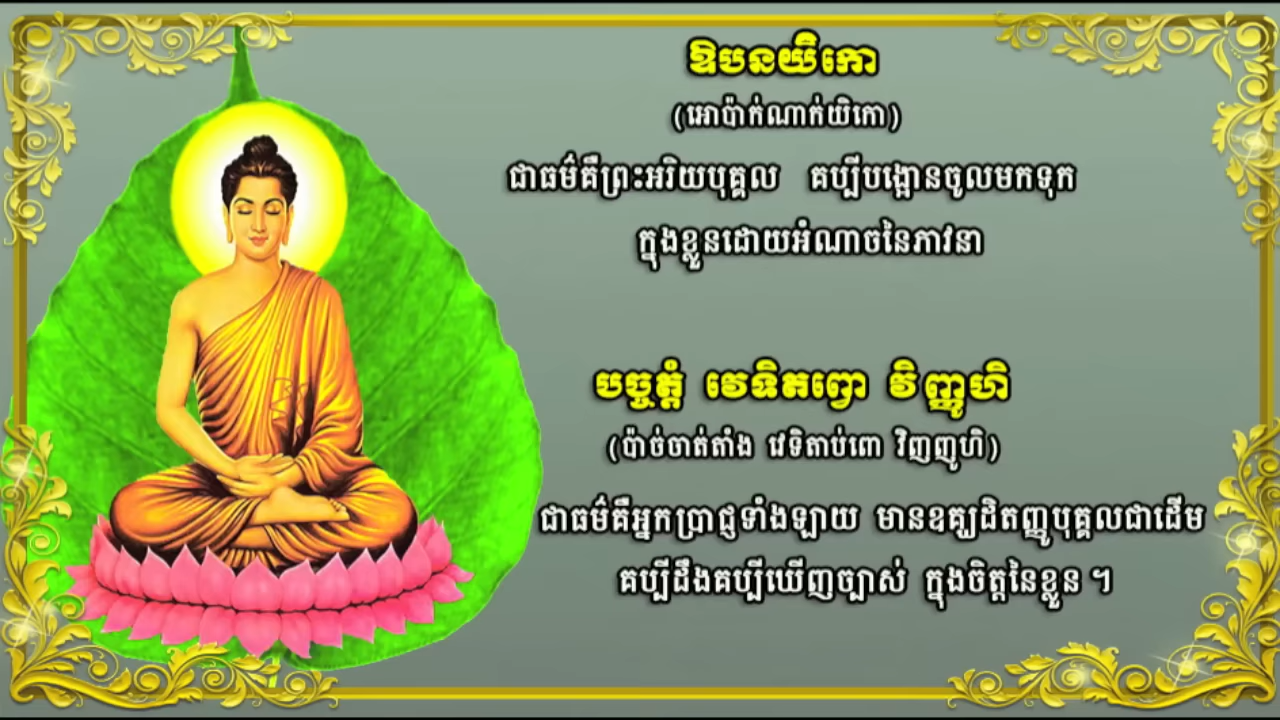 ឱបនយិកោ
(អោប៉ាក់ណាក់យិកោ)
ជាធម៌គឺព្រះអរិយបុគ្គល គប្បីបង្អោនចូលមកទុក
ក្នុងខ្លួនដោយអំណាចនៃភាវនា
បច្ចត្តំ វេទិតព្វោ វិញ្ញូហិ
(ប៉ាច់ចាត់តាំង វេទិតាប់ពោ វិញញូហិ)
ជាធម៌គឺអ្នកប្រាជ្ញទាំងឡាយ មានឧគ្ឃដិតញ្ញូបុគ្គលជាដើម
គប្បីដឹងគប្បីឃើញច្បាស់ ក្នុងចិត្តនៃខ្លួន ។